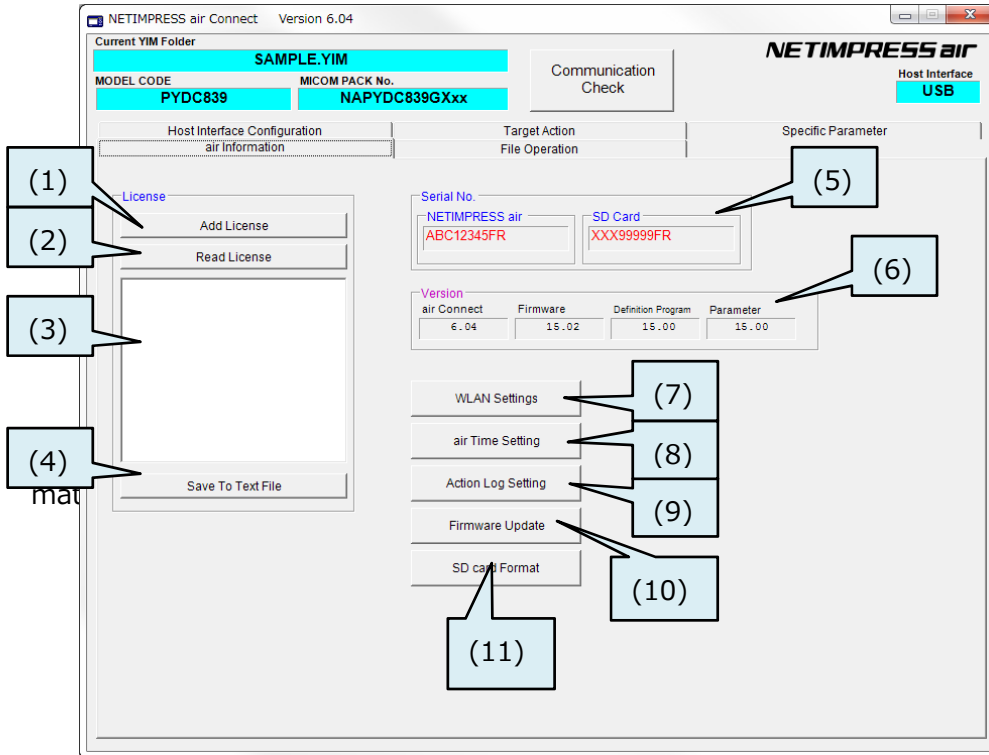 NETIMPRESS air Connect Version 6.04
Current YIM Folder
SAMPLE.YIM
MODEL CODE MICOM PACK No.
PYDC839 NAPYDC839GXxx
Communication
Check
NETIMPRESS air
Host Interface
USB
Host Interface Configuration Target Action Specific Parameter
air Information File Operation
(1)
(2)
(3)
(4)
mat
License
Add License
Read License
Save To Text File
Serial No.
NETIMPRESS air SD Card
ABC12345FR XXX99999FR
(5)
Version
air Connect Firmware Definition Program Parameter
6.04 15.02 15.00 15.00
(6)
WLAN Settings
(7)
air Time Setting
(8)
Action Log Setting
(9)
Firmware Update
(10)
SD card Format
(11)